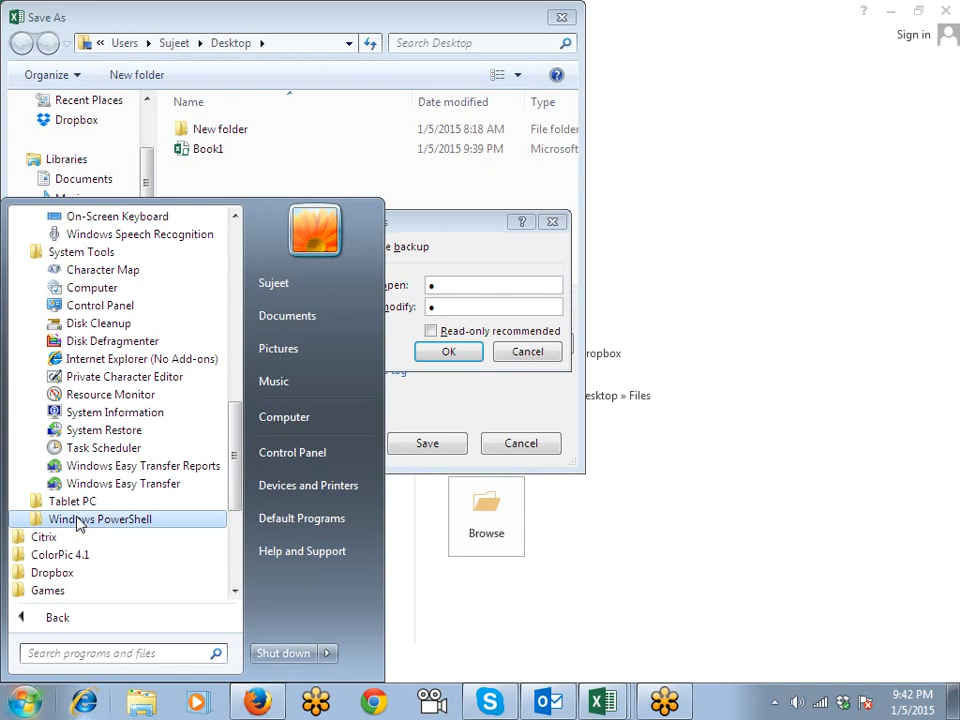 Save As
?
Sign in
« Users Sujeet Desktop
Search Desktop
Organize
New folder
Recent Places
Dropbox
Libraries
Documents
Name
Date modified
Type
New folder
1/5/2015 8:18 AM
File folder
Book1
1/5/2015 9:39 PM
Microsoft
e backup
pen:
modify:
Read-only recommended
OK
Cancel
Save
Cancel
ropbox
esktop » Files
Browse
On-Screen Keyboard
Windows Speech Recognition
System Tools
Character Map
Computer
Control Panel
Disk Cleanup
Disk Defragmenter
Internet Explorer (No Add-ons)
Private Character Editor
Resource Monitor
System Information
System Restore
Task Scheduler
Windows Easy Transfer Reports
Windows Easy Transfer
Tablet PC
Windows PowerShell
Citrix
ColorPic 4.1
Dropbox
Games
Back
Search programs and files
Sujeet
Documents
Pictures
Music
Computer
Control Panel
Devices and Printers
Default Programs
Help and Support
Shut down
9:42 PM
1/5/2015